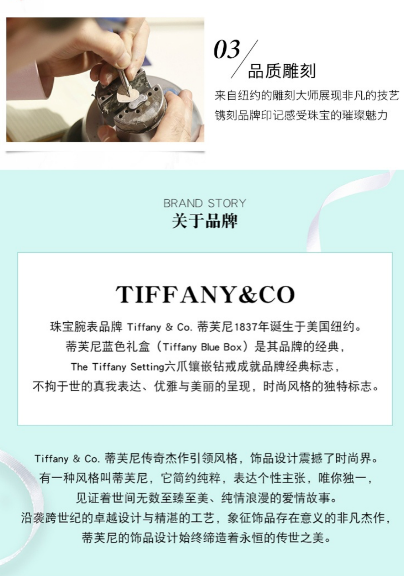 03
品质雕刻
来自纽约的雕刻大师展现非凡的技艺
镌刻品牌印记感受珠宝的璀璨魅力
BRAND STORY
关于品牌
TIFFANY&CO
珠宝腕表品牌 Tiffany & Co. 蒂芙尼1837年诞生于美国纽约。
蒂芙尼蓝色礼盒（Tiffany Blue Box）是其品牌的经典，
The Tiffany Setting六爪镶嵌钻戒成就品牌经典标志，
不拘于世的真我表达、优雅与美丽的呈现，时尚风格的独特标志。
Tiffany & Co. 蒂芙尼传奇杰作引领风格，饰品设计震撼了时尚界。
有一种风格叫蒂芙尼，它简约纯粹，表达个性主张，唯你独一，
见证着世间无数至臻至美、纯情浪漫的爱情故事。
沿袭跨世纪的卓越设计与精湛的工艺，象征饰品存在意义的非凡杰作，
蒂芙尼的饰品设计始终缔造着永恒的传世之美。